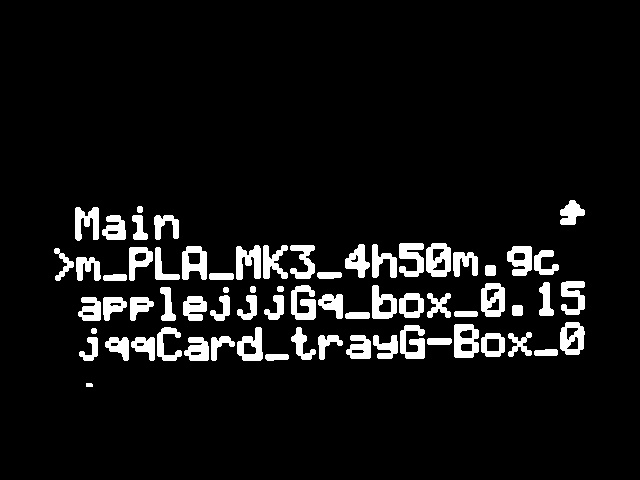 Main
>m_PLA_MK3_4h50m.gc
applejjjGq_box_0.15
jqqCard_trayG-Box_0
.